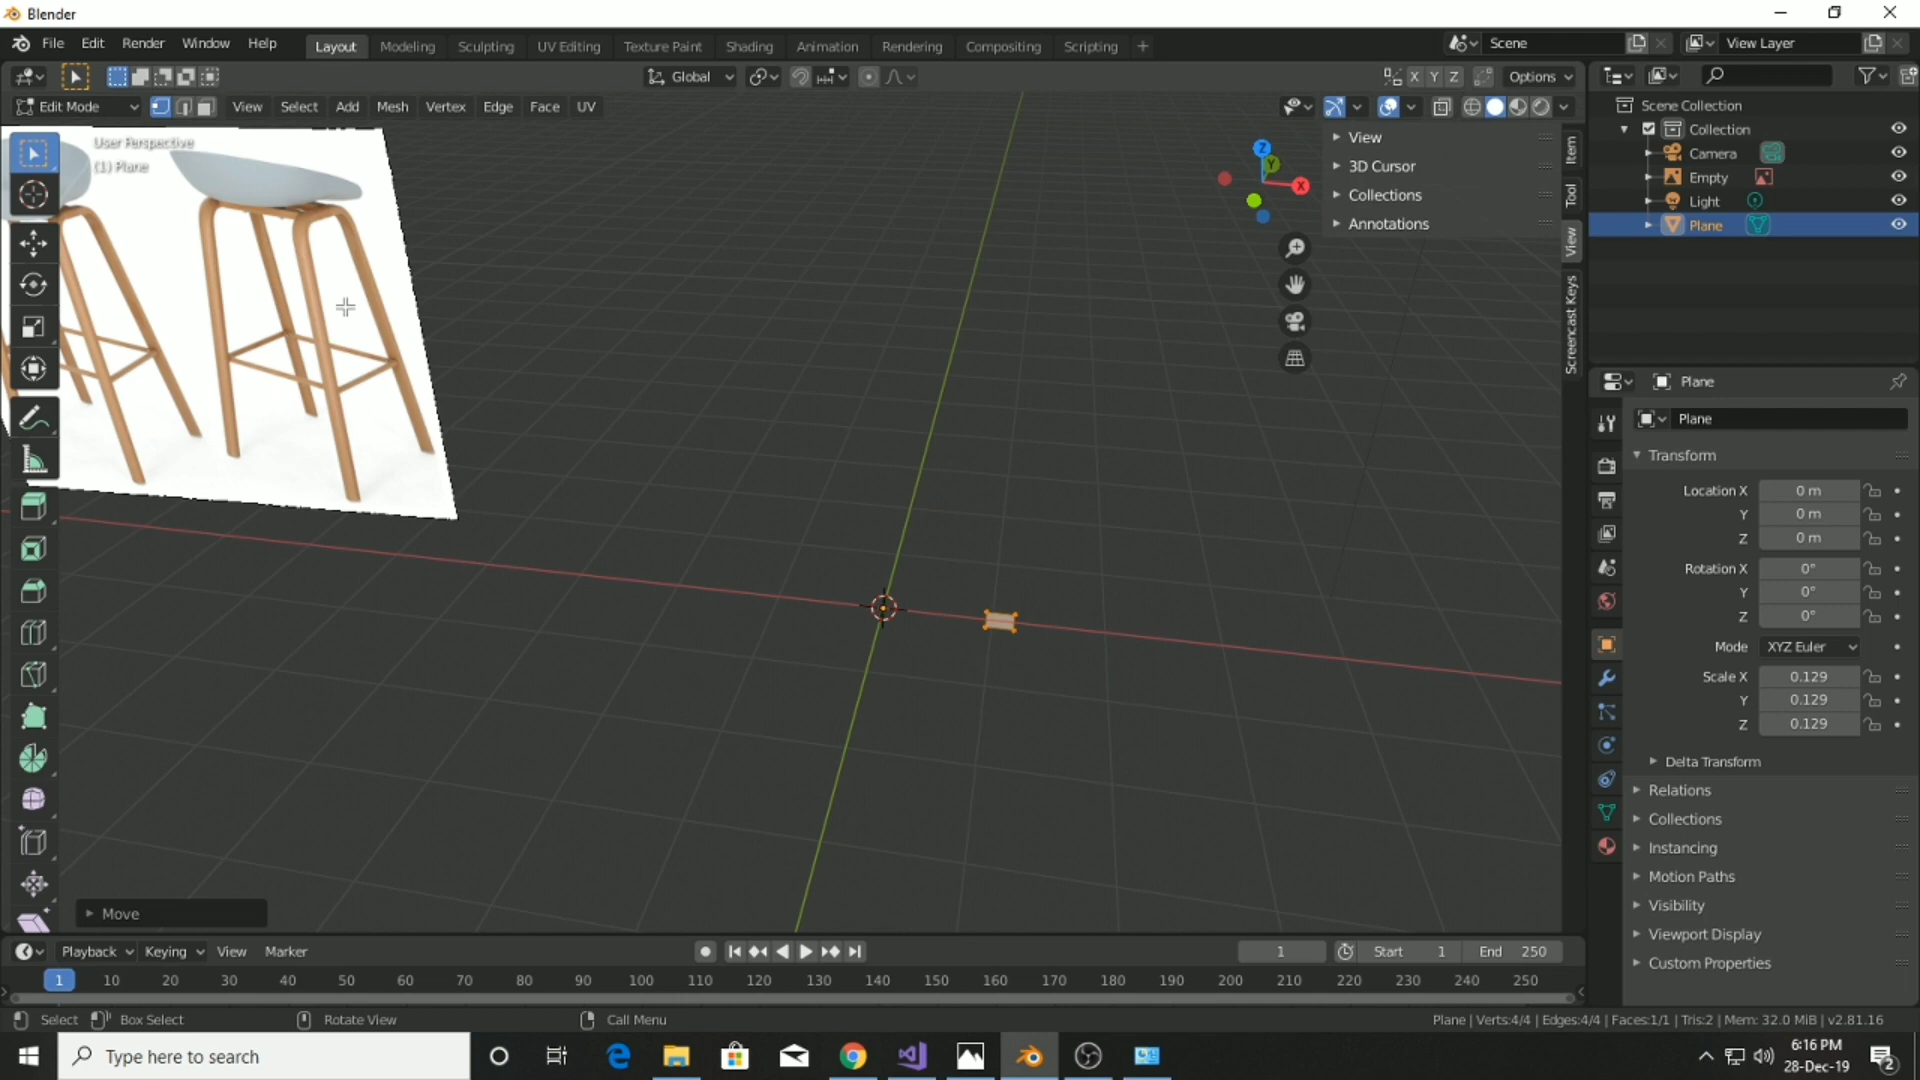 Blender
File Edit Render Window Help Layout Modeling Sculpting UV Editing Texture Paint Shading Animation Rendering Compositing Scripting + Scene View Layer
Global X Y Z Options
Edit Mode View Select Add Mesh Vertex Edge Face UV
User Perspective
(1) Plane
Z
Y
X
View
3D Cursor
Collections
Annotations
Item
Tool
View
Screencast Keys
Scene Collection
Collection
Camera
Empty
Light
Plane
Plane
Plane
Transform
Location X 0 m
Y 0 m
Z 0 m
Rotation X 0°
Y 0°
Z 0°
Mode XYZ Euler
Scale X 0.129
Y 0.129
Z 0.129
Delta Transform
Relations
Collections
Instancing
Motion Paths
Visibility
Viewport Display
Custom Properties
Move
Playback Keying View Marker 1 Start 1 End 250
1 10 20 30 40 50 60 70 80 90 100 110 120 130 140 150 160 170 180 190 200 210 220 230 240 250
Select Box Select Rotate View Call Menu Plane | Verts:4/4 | Edges:4/4 | Faces:1/1 | Tris:2 | Mem: 32.0 MiB | v2.81.16
Type here to search
6:16 PM
28-Dec-19
2